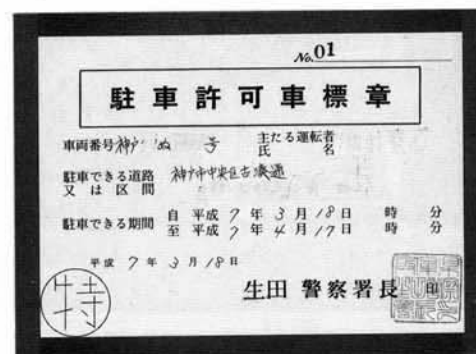 No.01
駐車許可車標章
車両番号 神戸 ぬ 号 主たる運転者氏名
駐車できる道路又は区間 神戸市中央区古湊通
駐車できる期間 自 平成 7 年 3 月 18 日 時 分
至 平成 7 年 4 月 17 日 時 分
平成 7 年 3 月 18 日
生田 警察署長 印
特